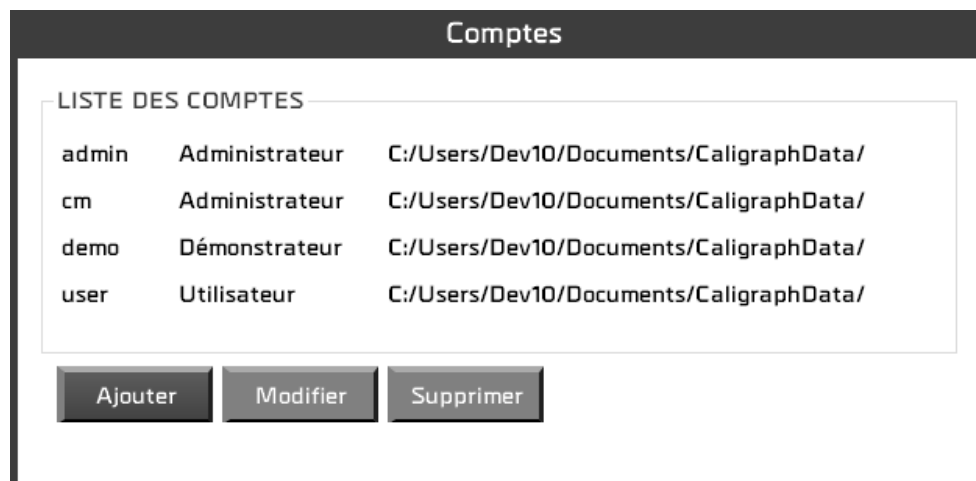 Comptes
LISTE DES COMPTES
admin Administrateur C:/Users/Dev10/Documents/CaligraphData/
cm Administrateur C:/Users/Dev10/Documents/CaligraphData/
demo Démonstrateur C:/Users/Dev10/Documents/CaligraphData/
user Utilisateur C:/Users/Dev10/Documents/CaligraphData/
Ajouter Modifier Supprimer